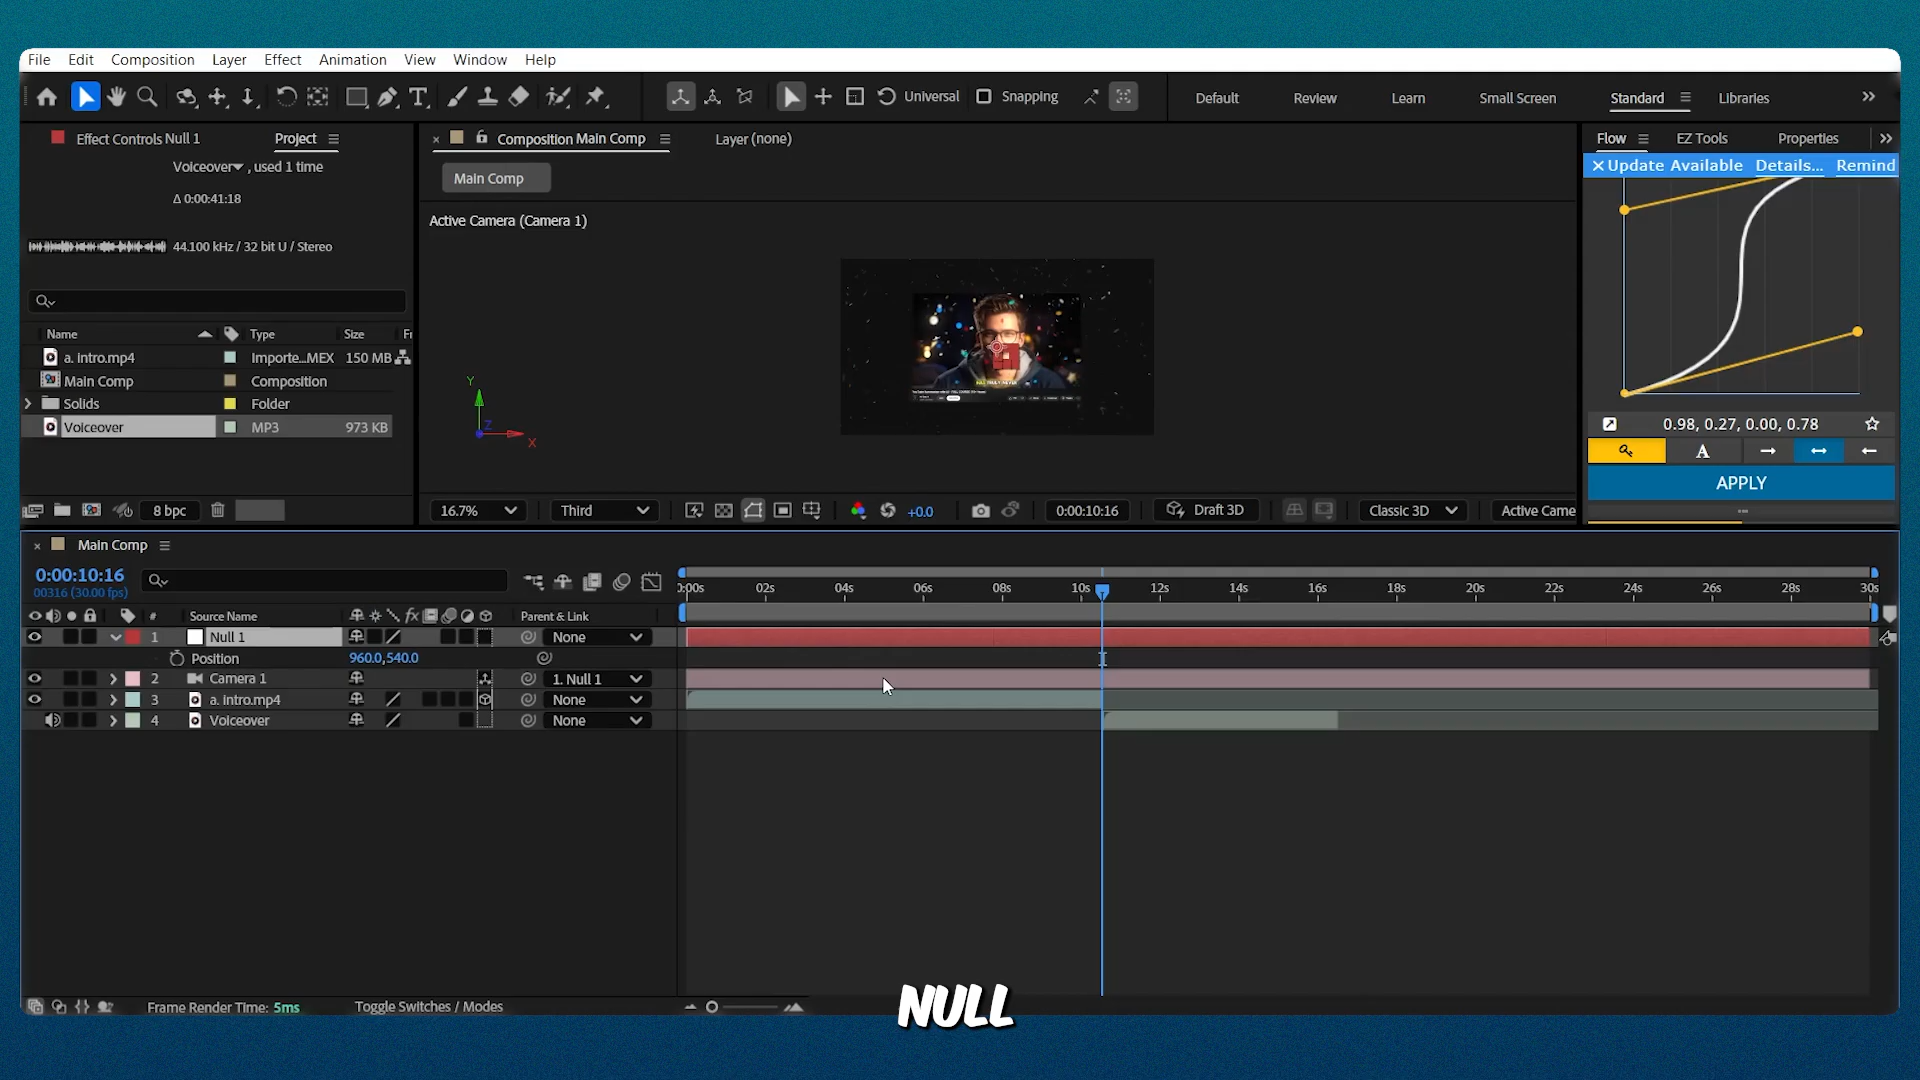 File Edit Composition Layer Effect Animation View Window Help
Universal Snapping Default Review Learn Small Screen Standard Libraries
Effect Controls Null 1 Project
Voiceover , used 1 time
Δ 0:00:41:18
44.100 kHz / 32 bit U / Stereo
Name Type Size Fr
a. intro.mp4 Importe...MEX 150 MB
Main Comp Composition
Solids Folder
Voiceover MP3 973 KB
8 bpc
Composition Main Comp Layer (none)
Main Comp
Active Camera (Camera 1)
Y
Z
X
16.7% Third +0.0 0:00:10:16 Draft 3D Classic 3D Active Came
Flow EZ Tools Properties
Update Available Details... Remind
0.98, 0.27, 0.00, 0.78
A
APPLY
Main Comp
0:00:10:16
00316 (30.00 fps)
:00s 02s 04s 06s 08s 10s 12s 14s 16s 18s 20s 22s 24s 26s 28s 30s
# Source Name fx Parent & Link
1 Null 1 None
Position 960.0,540.0
2 Camera 1 1. Null 1
3 a. intro.mp4 None
4 Voiceover None
Frame Render Time: 5ms Toggle Switches / Modes
NULL